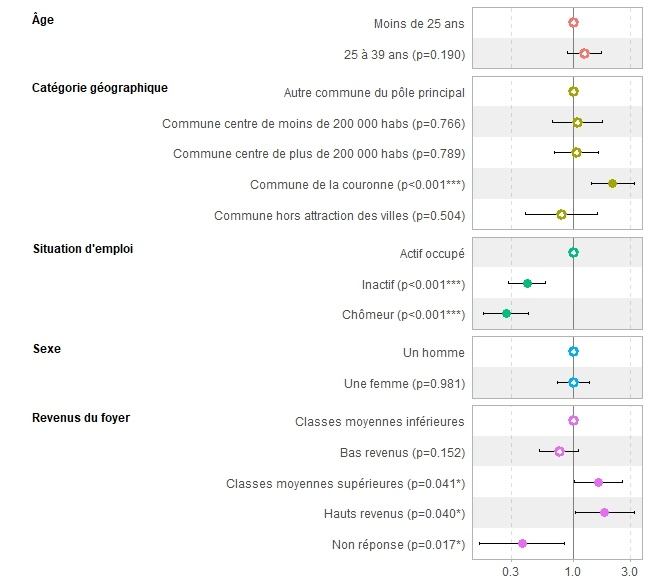 Âge
Moins de 25 ans
25 à 39 ans (p=0.190)
Catégorie géographique
Autre commune du pôle principal
Commune centre de moins de 200 000 habs (p=0.766)
Commune centre de plus de 200 000 habs (p=0.789)
Commune de la couronne (p<0.001***)
Commune hors attraction des villes (p=0.504)
Situation d'emploi
Actif occupé
Inactif (p<0.001***)
Chômeur (p<0.001***)
Sexe
Un homme
Une femme (p=0.981)
Revenus du foyer
Classes moyennes inférieures
Bas revenus (p=0.152)
Classes moyennes supérieures (p=0.041*)
Hauts revenus (p=0.040*)
Non réponse (p=0.017*)
0.3 1.0 3.0